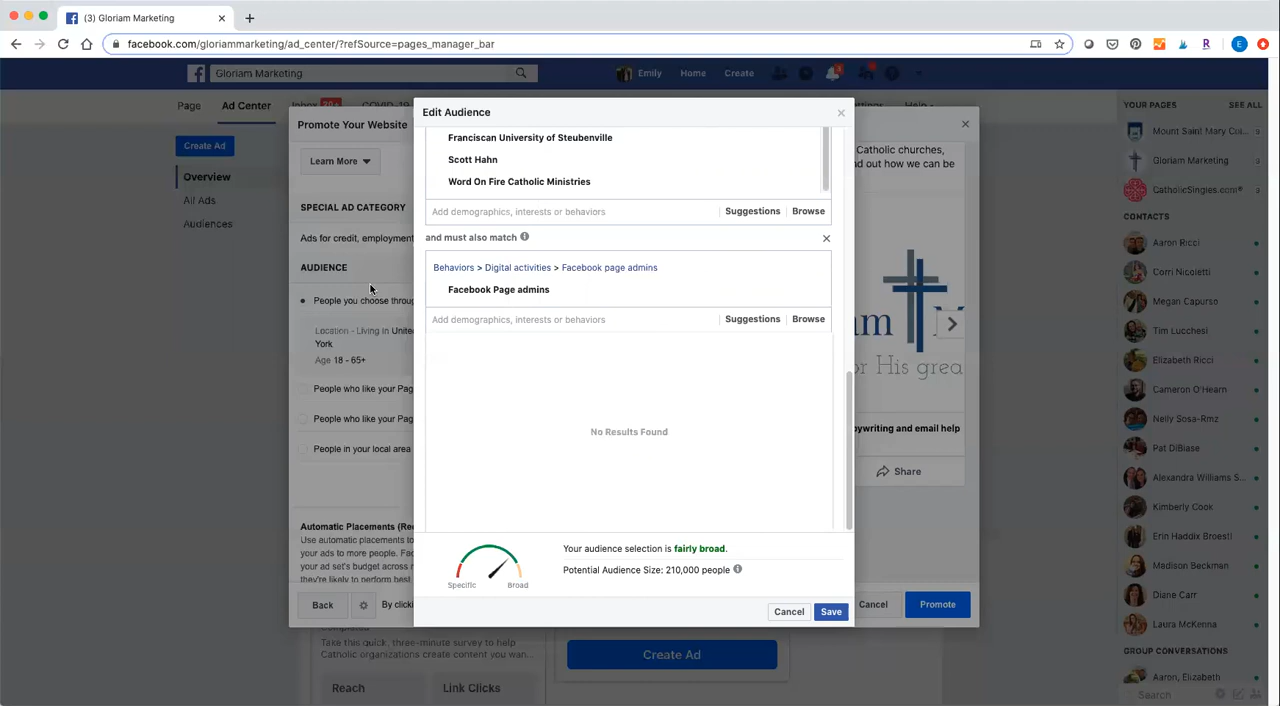 (3) Gloriam Marketing
facebook.com/gloriammarketing/ad_center/?refSource=pages_manager_bar
Gloriam Marketing
Emily
Home
Create
Page
Ad Center
Create Ad
Overview
All Ads
Audiences
Promote Your Website
Learn More
SPECIAL AD CATEGORY
Ads for credit, employment
AUDIENCE
People you choose throu
Location - Living in Unite
York
Age 18 - 65+
People who like your Pag
People who like your Pag
People in your local area
Automatic Placements (Re
Use automatic placements to
your ads to more people. Fac
your ad set's budget across m
they're likely to perform best.
Back
By clicki
Edit Audience
Franciscan University of Steubenville
Scott Hahn
Word On Fire Catholic Ministries
Add demographics, interests or behaviors
Suggestions
Browse
and must also match
Behaviors > Digital activities > Facebook page admins
Facebook Page admins
Add demographics, interests or behaviors
Suggestions
Browse
No Results Found
Specific
Broad
Your audience selection is fairly broad.
Potential Audience Size: 210,000 people
Cancel
Save
Catholic churches,
nd out how we can be
m
or His grea
pywriting and email help
Share
Cancel
Promote
Take this quick, three-minute survey to help
Catholic organizations create content you wan...
Reach
Link Clicks
Create Ad
YOUR PAGES
SEE ALL
Mount Saint Mary Col...
Gloriam Marketing
CatholicSingles.com®
CONTACTS
Aaron Ricci
Corri Nicoletti
Megan Capurso
Tim Lucchesi
Elizabeth Ricci
Cameron O'Hearn
Nelly Sosa-Rmz
Pat DiBiase
Alexandra Williams S...
Kimberly Cook
Erin Haddix Broes!!
Madison Beekman
Diane Carr
Laura McKenna
GROUP CONVERSATIONS
Aaron, Elizabeth
Search